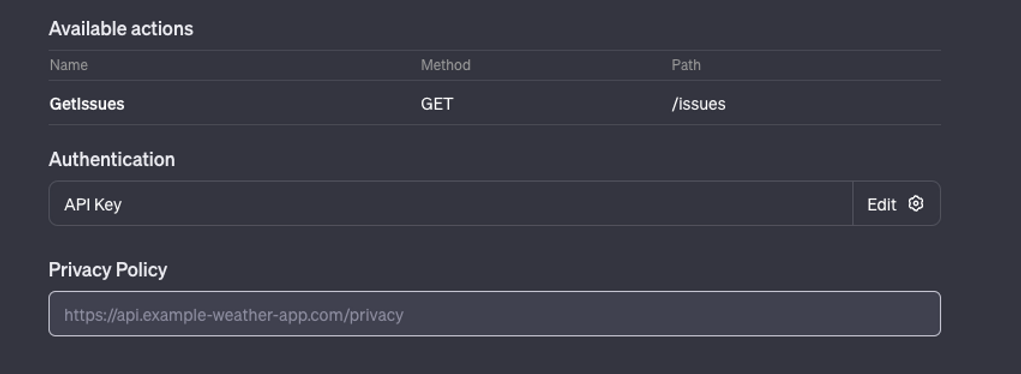 Available actions
Name Method Path
GetIssues GET /issues
Authentication
API Key Edit
Privacy Policy
https://api.example-weather-app.com/privacy